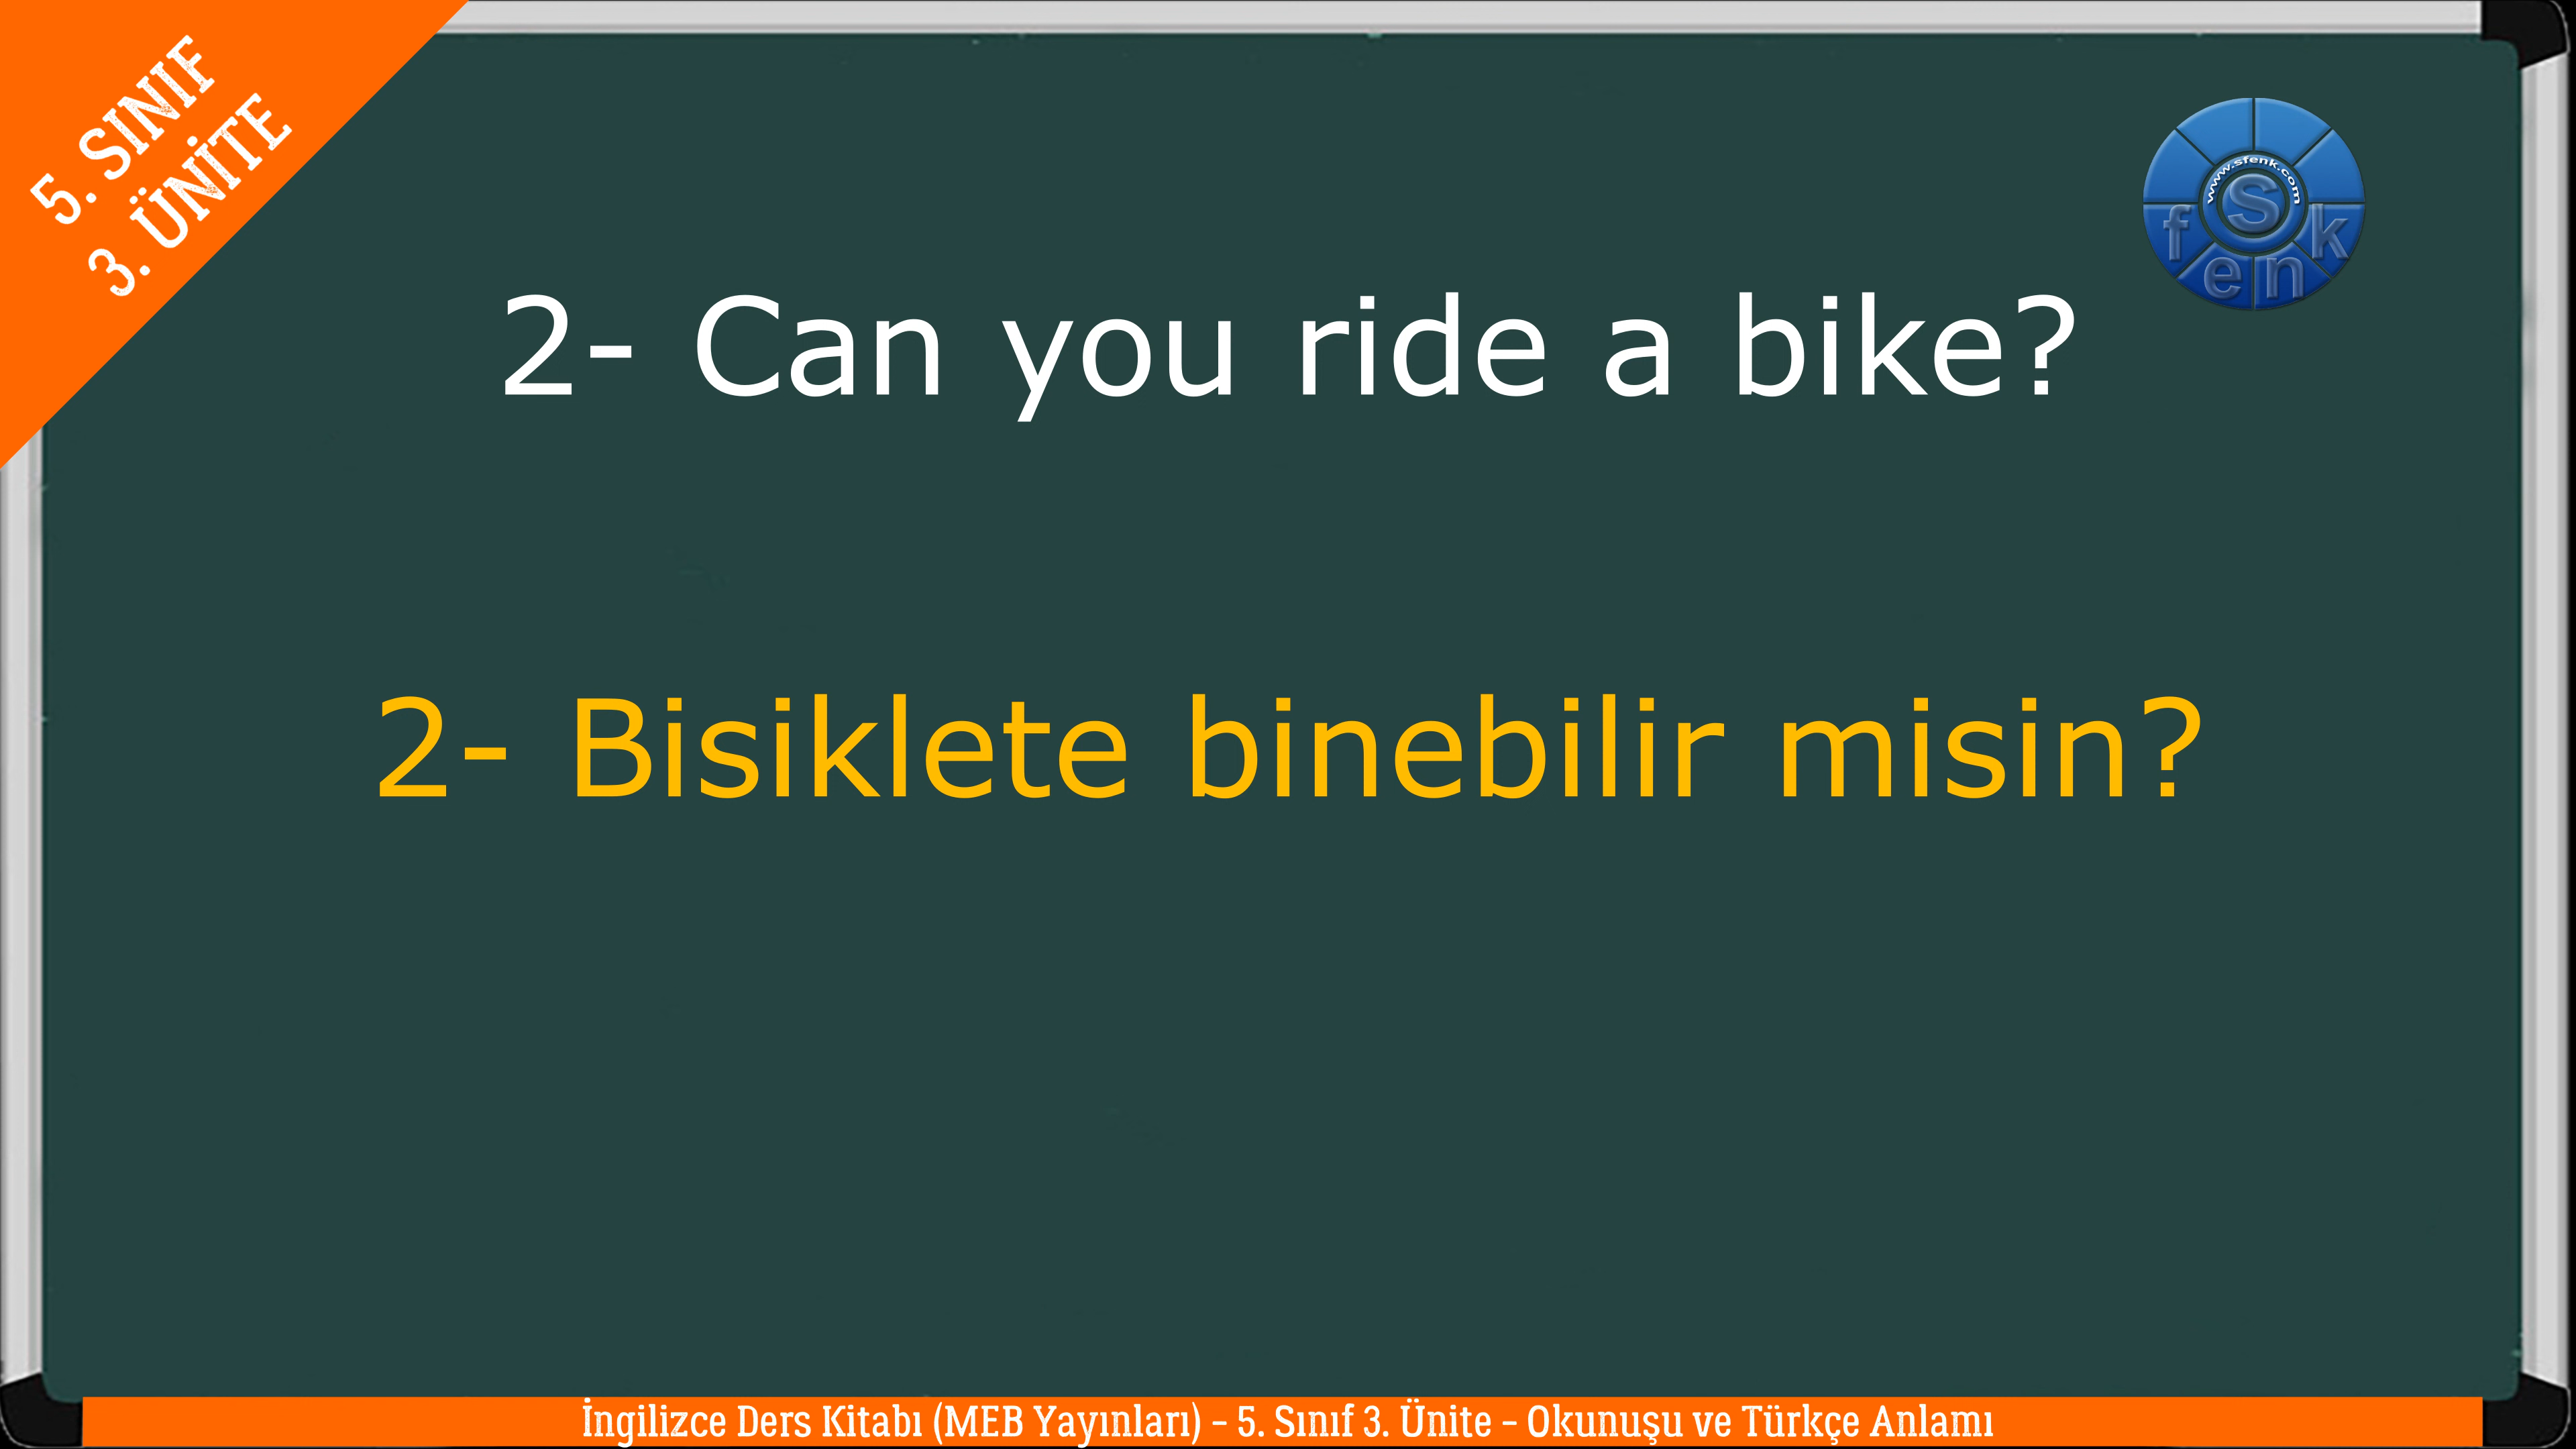 5. SINIF
3. ÜNİTE
www.sfenk.com
S
f e n k
2- Can you ride a bike?
2- Bisiklete binebilir misin?
İngilizce Ders Kitabı (MEB Yayınları) – 5. Sınıf 3. Ünite – Okunuşu ve Türkçe Anlamı